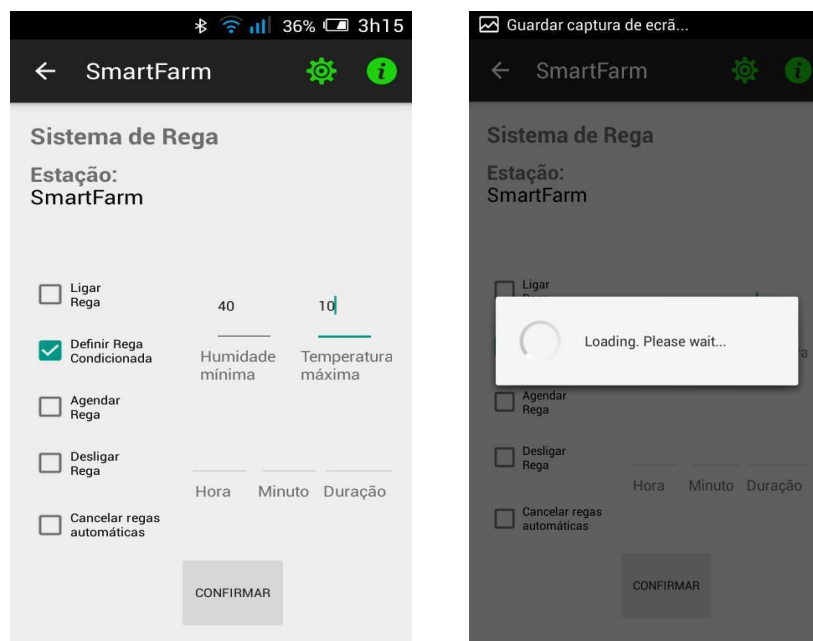 36% 3h15
SmartFarm
Sistema de Rega
Estação:
SmartFarm
Ligar
Rega
40
10
Definir Rega
Condicionada
Humidade
mínima
Temperatura
máxima
Agendar
Rega
Desligar
Rega
Hora Minuto Duração
Cancelar regas
automáticas
CONFIRMAR
Guardar captura de ecrã...
SmartFarm
Sistema de Rega
Estação:
SmartFarm
Ligar
Loading. Please wait...
Agendar
Rega
Desligar
Rega
Hora Minuto Duração
Cancelar regas
automáticas
CONFIRMAR